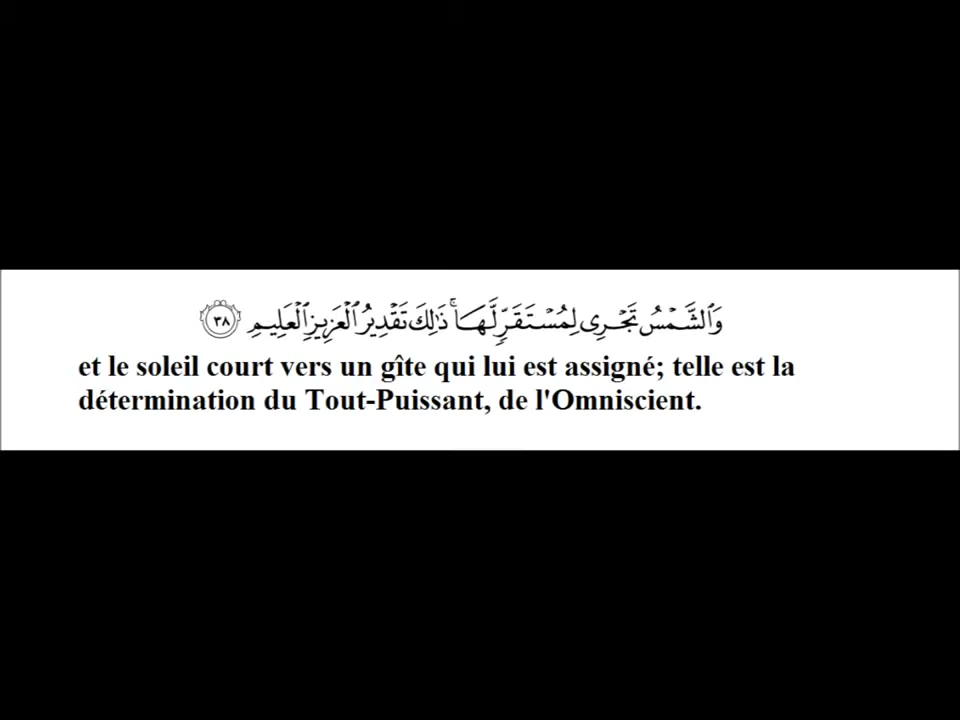 وَٱلشَّمْسُ تَجْرِى لِمُسْتَقَرٍّ لَّهَا ۚ ذَٰلِكَ تَقْدِيرُ ٱلْعَزِيزِ ٱلْعَلِيمِ ٣٨
et le soleil court vers un gîte qui lui est assigné; telle est la
détermination du Tout-Puissant, de l'Omniscient.